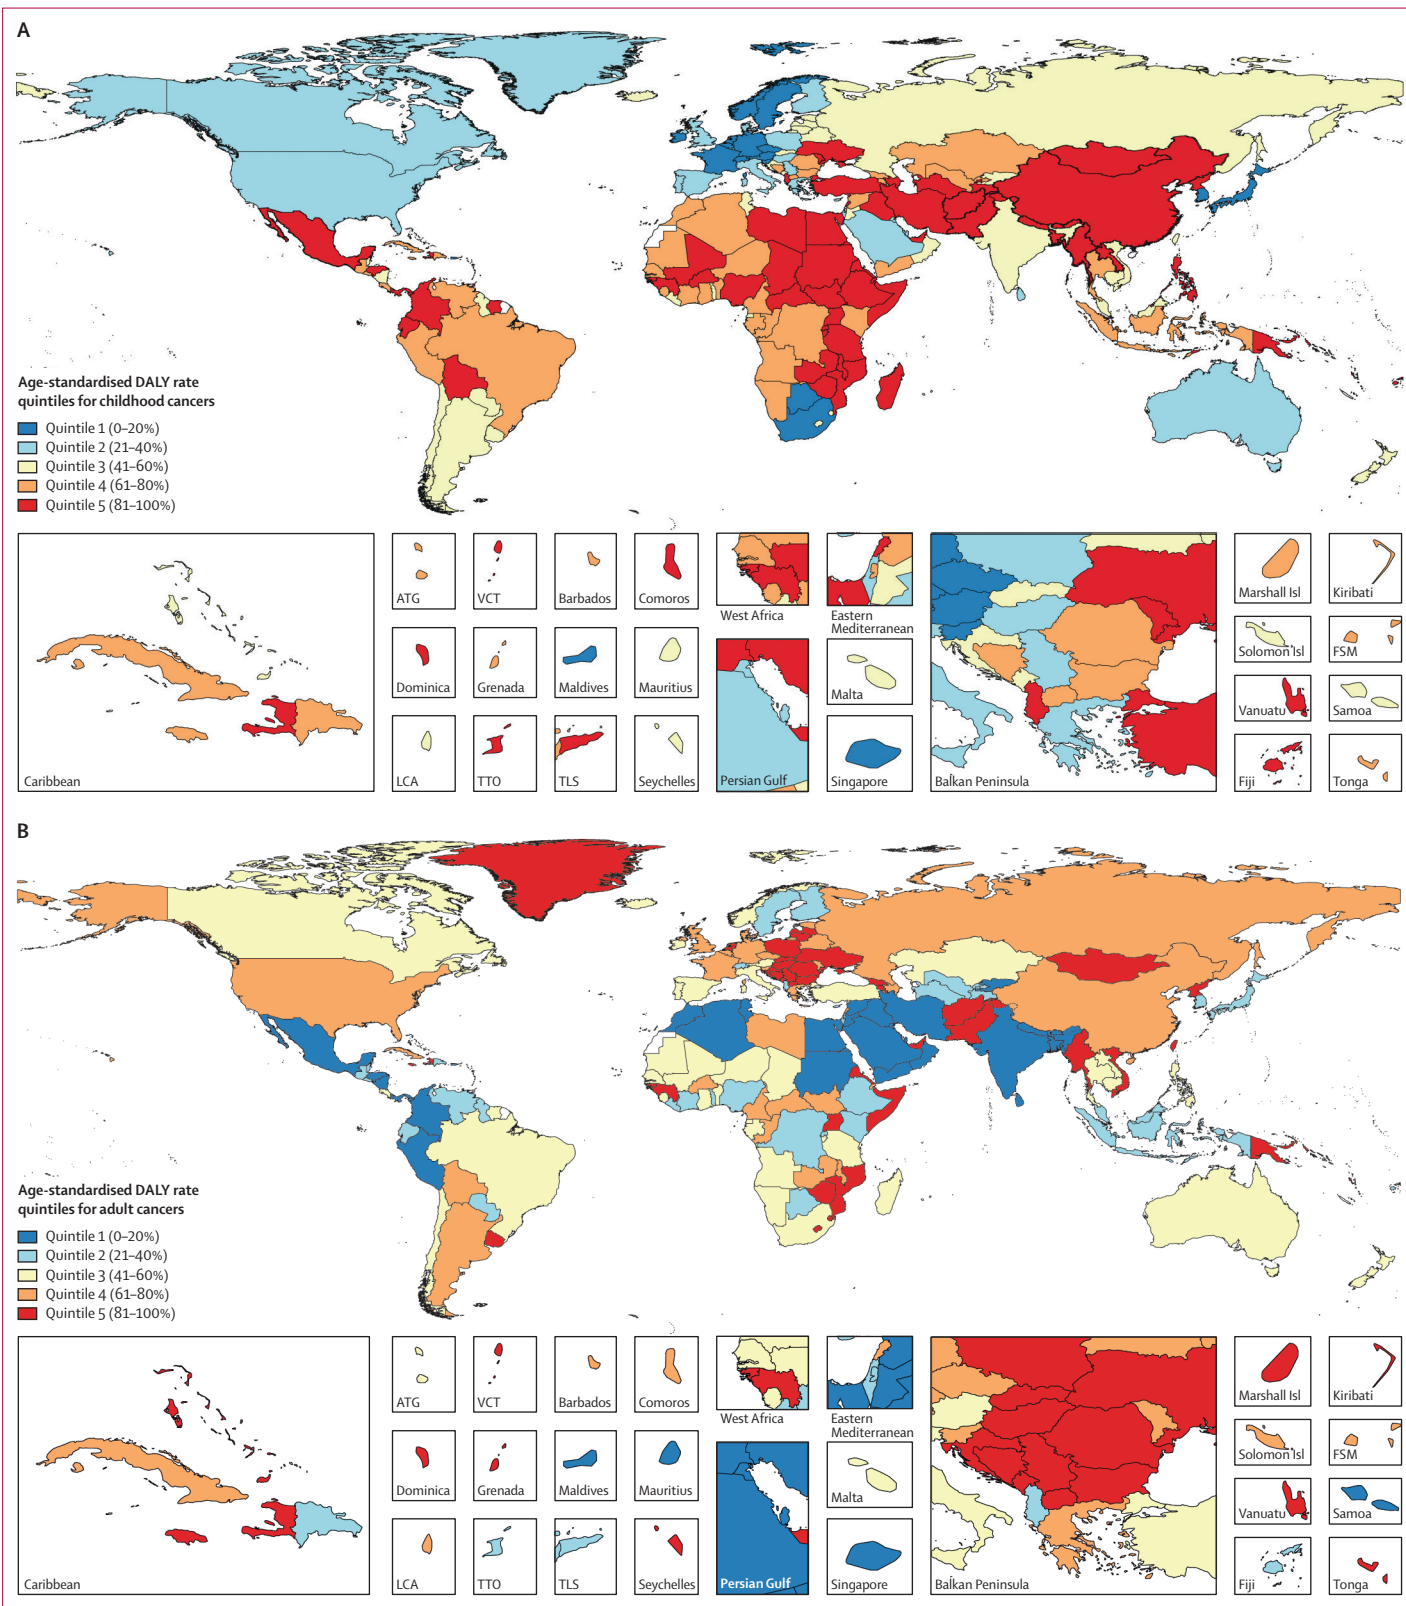 A
Age-standardised DALY rate
quintiles for childhood cancers
Quintile 1 (0–20%)
Quintile 2 (21–40%)
Quintile 3 (41–60%)
Quintile 4 (61–80%)
Quintile 5 (81–100%)
Caribbean
ATG
VCT
Barbados
Comoros
Dominica
Grenada
Maldives
Mauritius
LCA
TTO
TLS
Seychelles
West Africa
Eastern
Mediterranean
Persian Gulf
Malta
Singapore
Balkan Peninsula
Marshall Isl
Kiribati
Solomon Isl
FSM
Vanuatu
Samoa
Fiji
Tonga
B
Age-standardised DALY rate
quintiles for adult cancers
Quintile 1 (0–20%)
Quintile 2 (21–40%)
Quintile 3 (41–60%)
Quintile 4 (61–80%)
Quintile 5 (81–100%)
Caribbean
ATG
VCT
Barbados
Comoros
Dominica
Grenada
Maldives
Mauritius
LCA
TTO
TLS
Seychelles
West Africa
Eastern
Mediterranean
Persian Gulf
Malta
Singapore
Balkan Peninsula
Marshall Isl
Kiribati
Solomon Isl
FSM
Vanuatu
Samoa
Fiji
Tonga